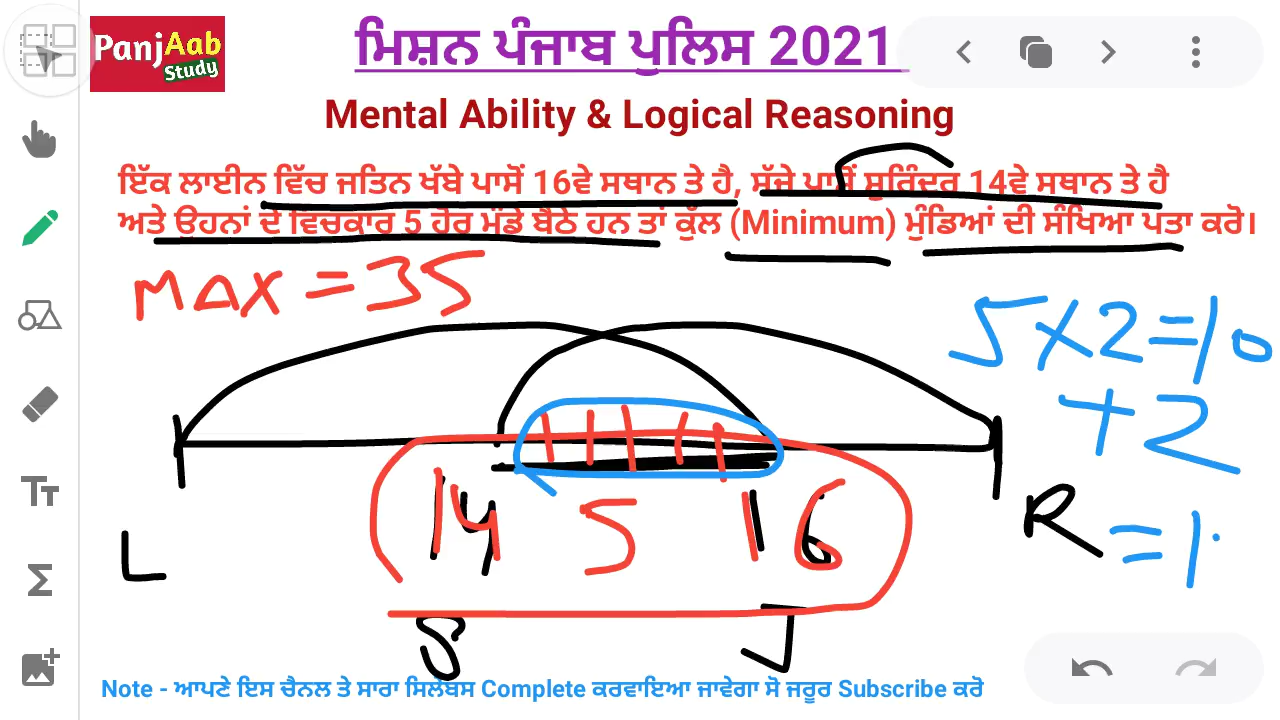 PanjAab
Study
ਮਿਸ਼ਨ ਪੰਜਾਬ ਪੁਲਿਸ 2021
Mental Ability & Logical Reasoning
ਇੱਕ ਲਾਈਨ ਵਿੱਚ ਜਤਿਨ ਖੱਬੇ ਪਾਸੋਂ 16ਵੇ ਸਥਾਨ ਤੇ ਹੈ, ਸੱਜੇ ਪਾਸੋਂ ਸੁਰਿੰਦਰ 14ਵੇ ਸਥਾਨ ਤੇ ਹੈ
ਅਤੇ ਉਹਨਾਂ ਦੇ ਵਿਚਕਾਰ 5 ਹੋਰ ਮੁੰਡੇ ਬੈਠੇ ਹਨ ਤਾਂ ਕੁੱਲ (Minimum) ਮੁੰਡਿਆਂ ਦੀ ਸੰਖਿਆ ਪਤਾ ਕਰੋ।
MAX = 35
5 X 2 = 10
+ 2
= 1
14 5 16
L R
S J
Tт
Σ
Note - ਆਪਣੇ ਇਸ ਚੈਨਲ ਤੇ ਸਾਰਾ ਸਿਲੇਬਸ Complete ਕਰਵਾਇਆ ਜਾਵੇਗਾ ਸੋ ਜਰੂਰ Subscribe ਕਰੋ